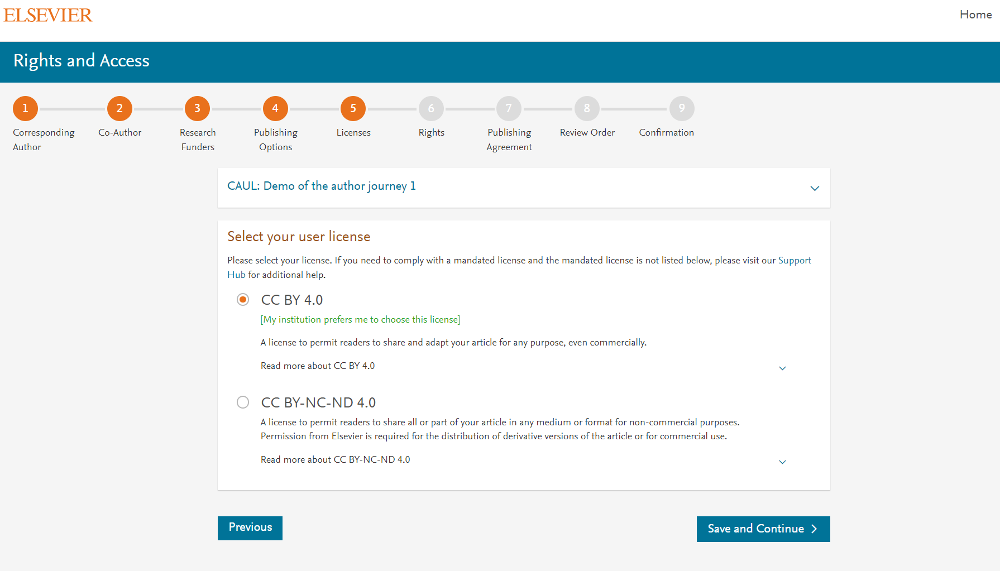 ELSEVIER
Home
Rights and Access
1
2
3
4
5
6
7
8
9
Corresponding
Author
Co-Author
Research
Funders
Publishing
Options
Licenses
Rights
Publishing
Agreement
Review Order
Confirmation
CAUL: Demo of the author journey 1
Select your user license
Please select your license. If you need to comply with a mandated license and the mandated license is not listed below, please visit our Support
Hub for additional help.
CC BY 4.0
[My institution prefers me to choose this license]
A license to permit readers to share and adapt your article for any purpose, even commercially.
Read more about CC BY 4.0
CC BY-NC-ND 4.0
A license to permit readers to share all or part of your article in any medium or format for non-commercial purposes.
Permission from Elsevier is required for the distribution of derivative versions of the article or for commercial use.
Read more about CC BY-NC-ND 4.0
Previous
Save and Continue